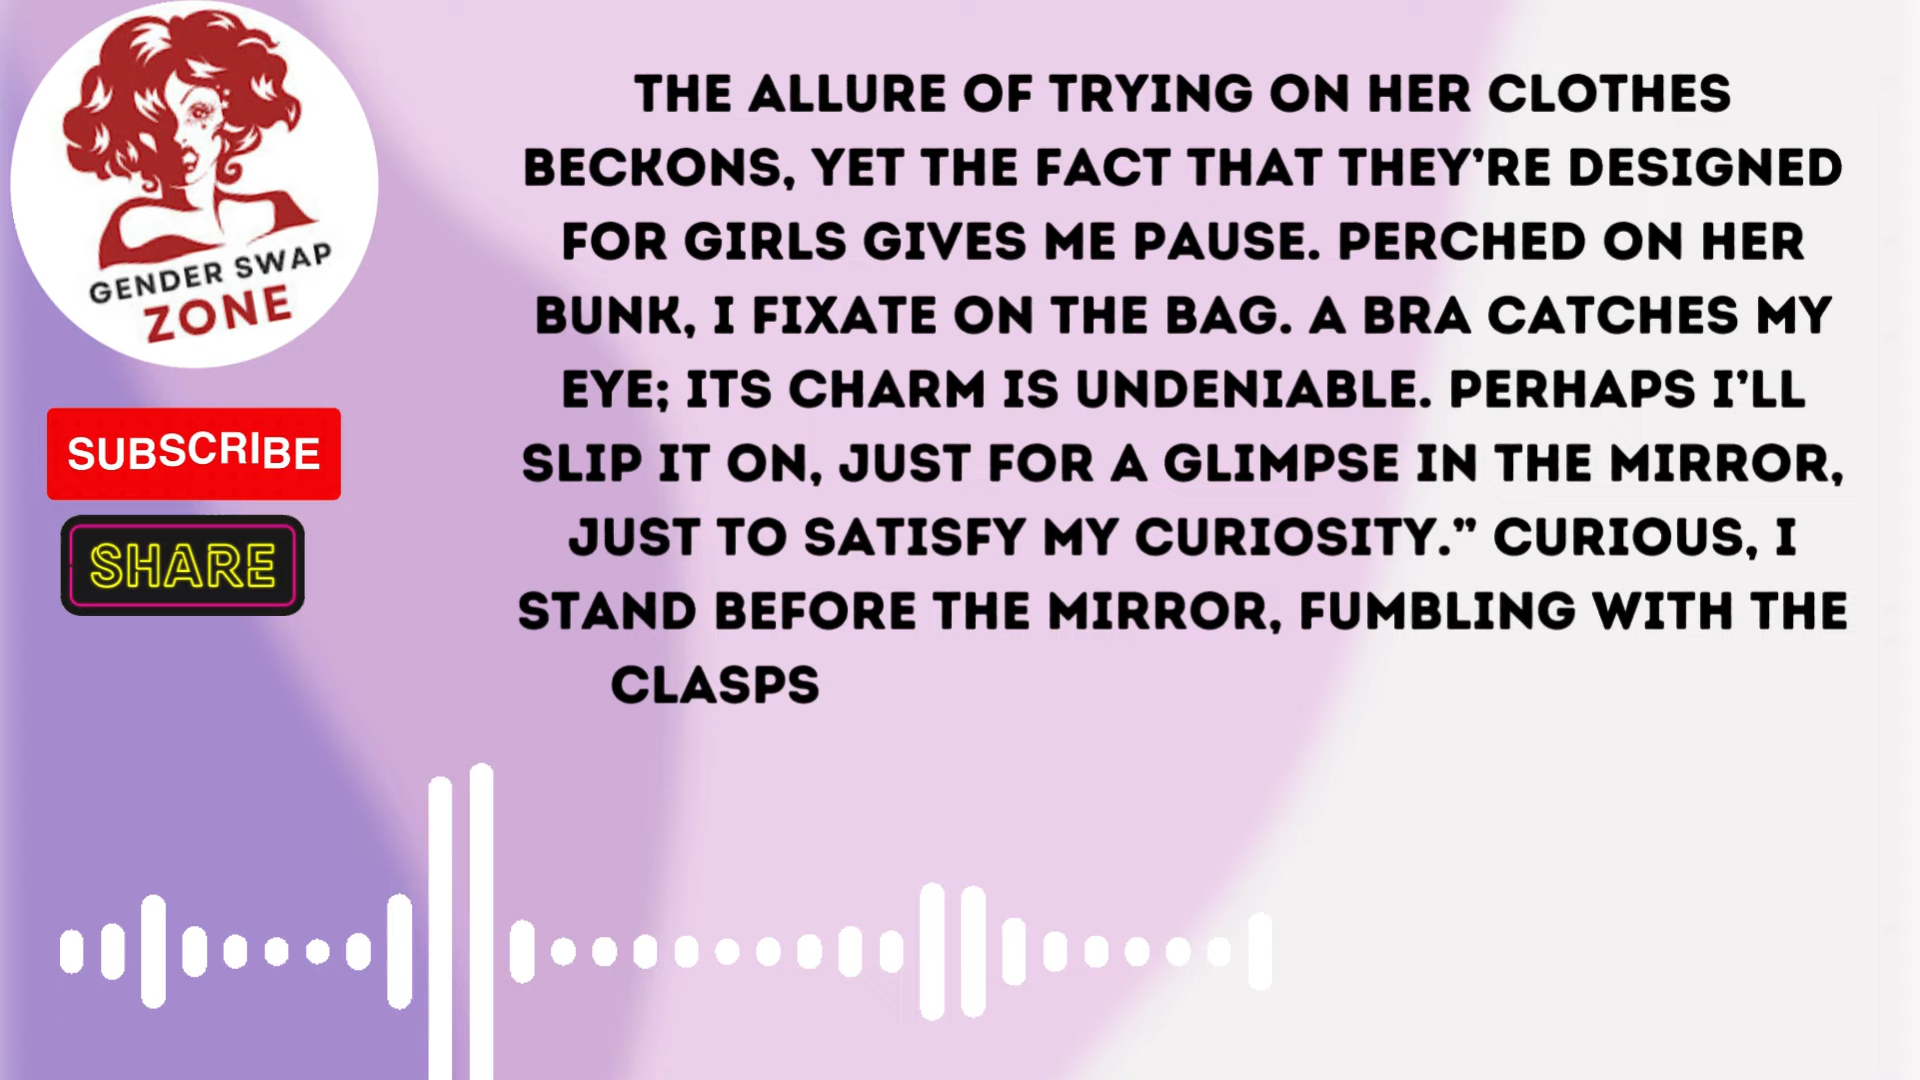 GENDER SWAP
ZONE
SUBSCRIBE
SHARE
THE ALLURE OF TRYING ON HER CLOTHES
BECKONS, YET THE FACT THAT THEY’RE DESIGNED
FOR GIRLS GIVES ME PAUSE. PERCHED ON HER
BUNK, I FIXATE ON THE BAG. A BRA CATCHES MY
EYE; ITS CHARM IS UNDENIABLE. PERHAPS I’LL
SLIP IT ON, JUST FOR A GLIMPSE IN THE MIRROR,
JUST TO SATISFY MY CURIOSITY.” CURIOUS, I
STAND BEFORE THE MIRROR, FUMBLING WITH THE
CLASPS